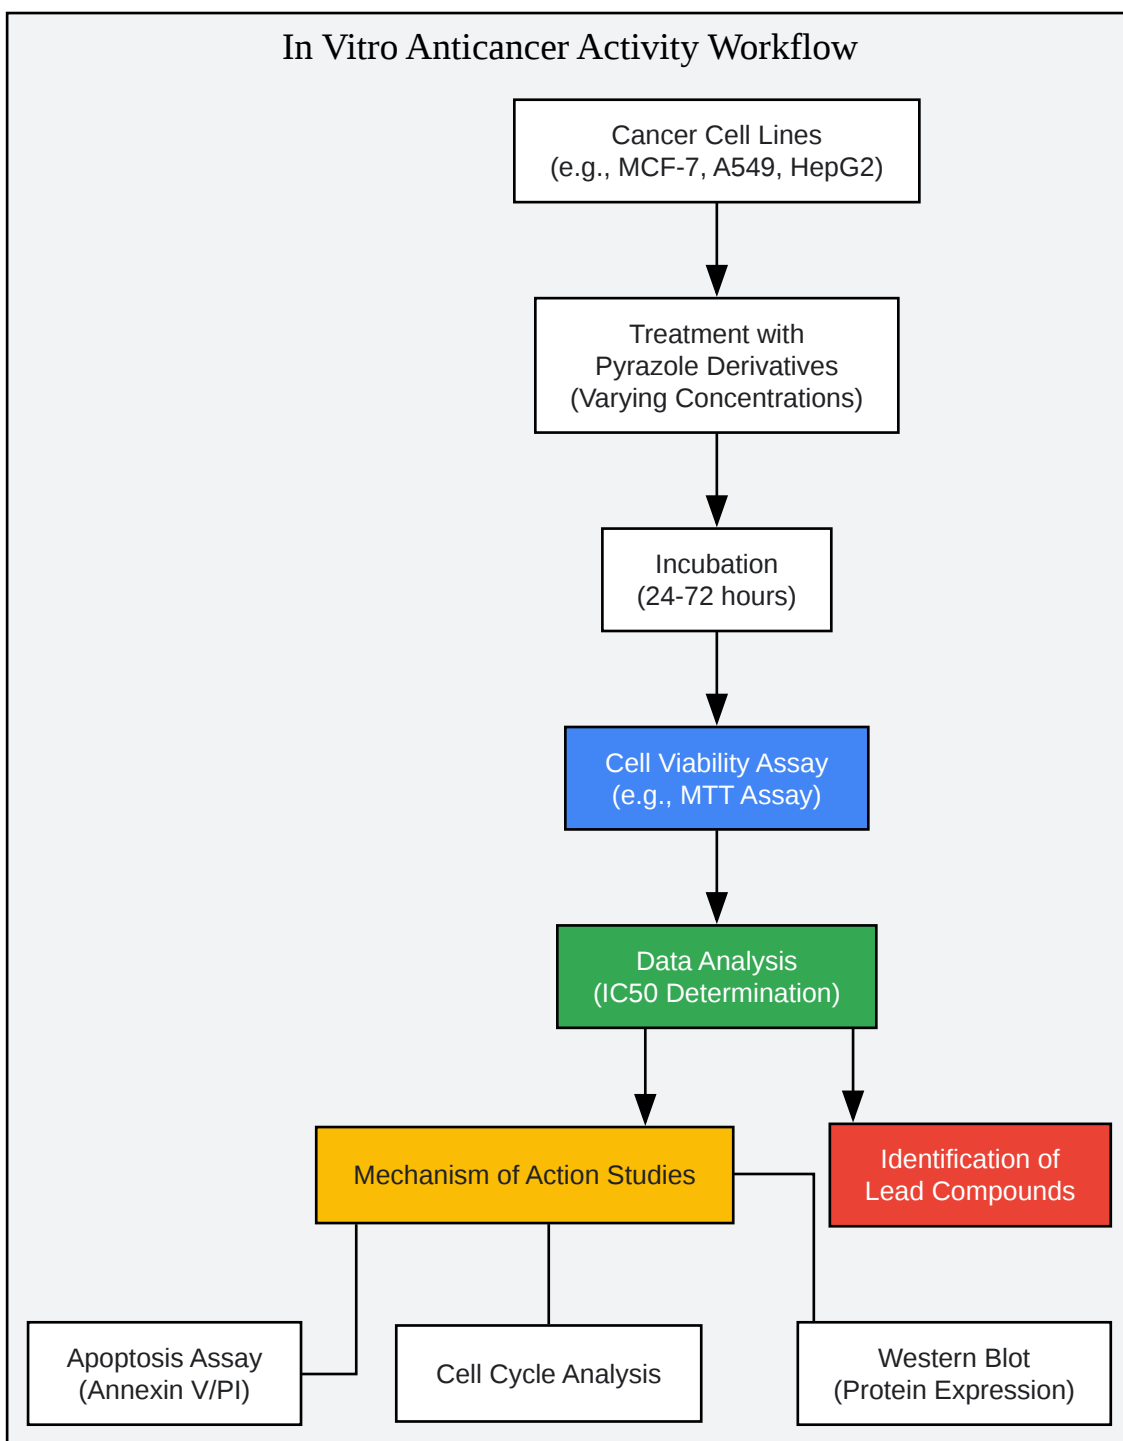 In Vitro Anticancer Activity Workflow
Cancer Cell Lines
(e.g., MCF-7, A549, HepG2)
Treatment with
Pyrazole Derivatives
(Varying Concentrations)
Incubation
(24-72 hours)
Cell Viability Assay
(e.g., MTT Assay)
Data Analysis
(IC50 Determination)
Mechanism of Action Studies
Identification of
Lead Compounds
Apoptosis Assay
(Annexin V/PI)
Cell Cycle Analysis
Western Blot
(Protein Expression)